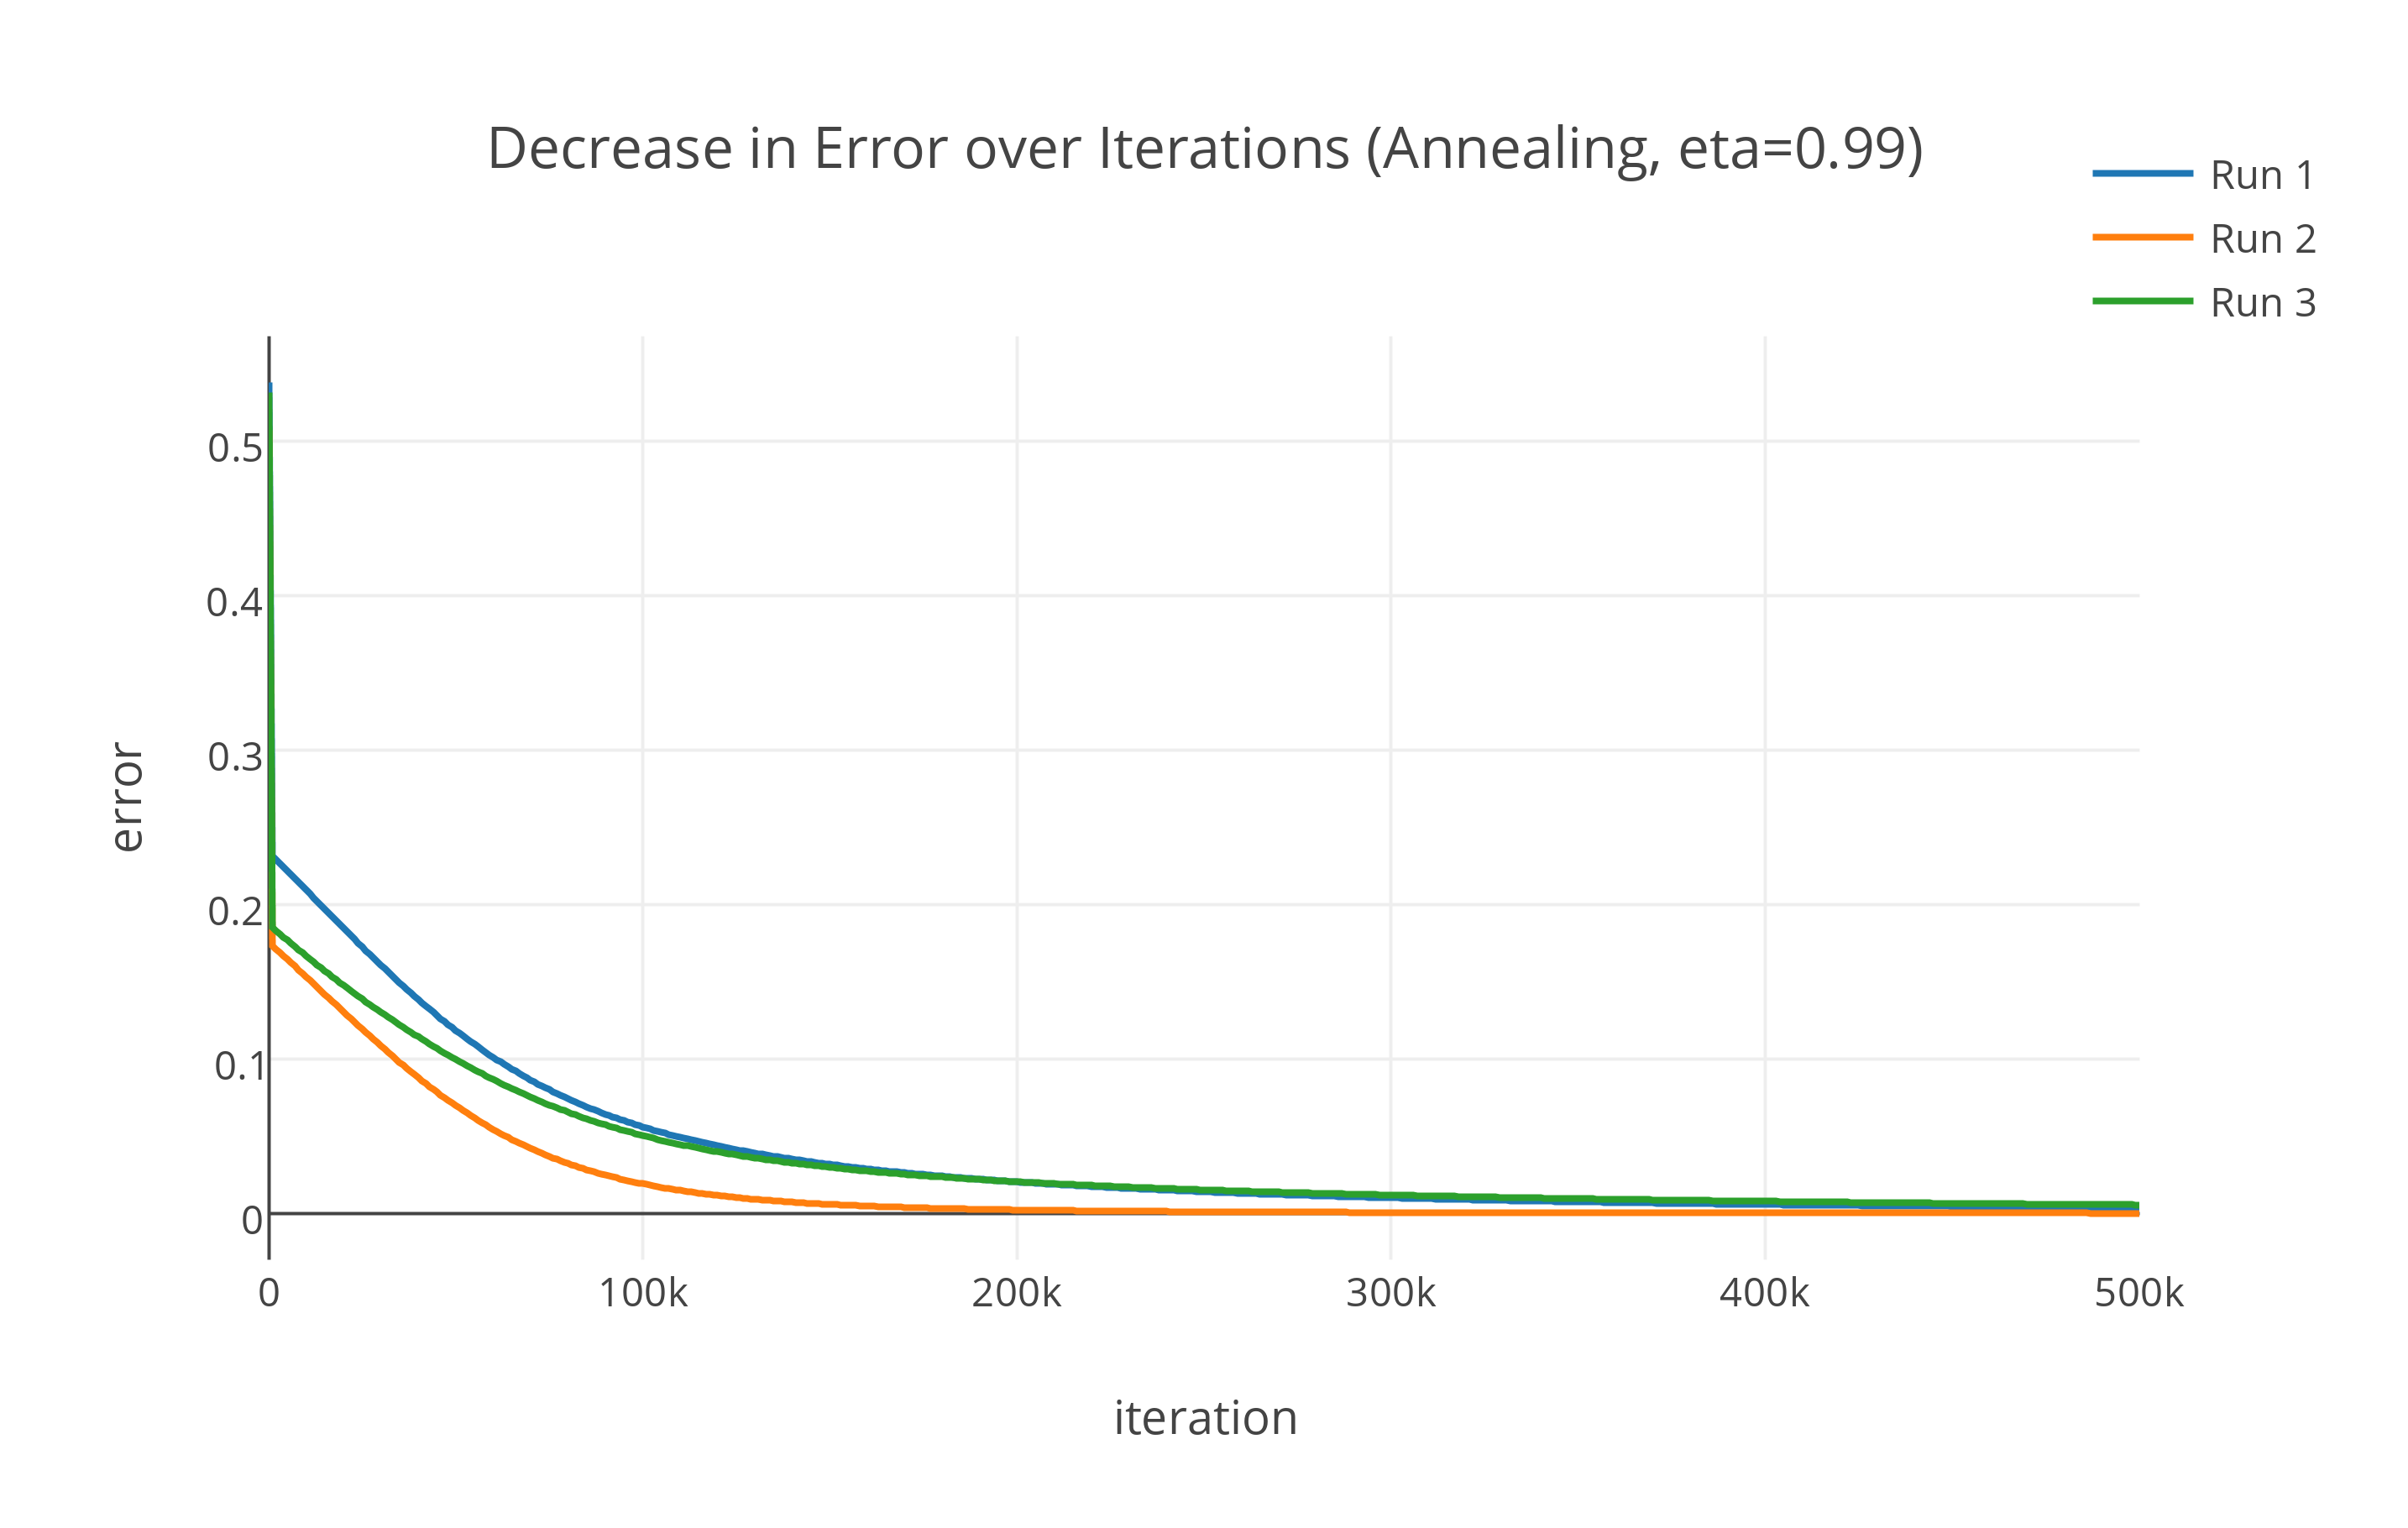 Decrease in Error over Iterations (Annealing, eta=0.99)
Run 1
Run 2
Run 3
0.5
0.4
0.3
0.2
0.1
0
error
0 100k 200k 300k 400k 500k
iteration